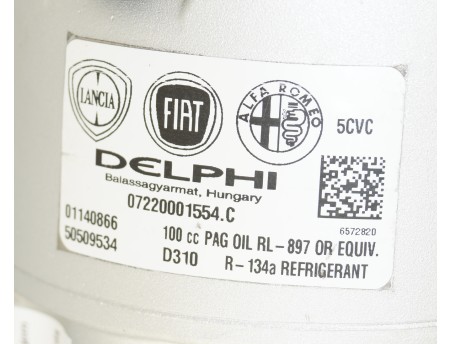 LANCIA FIAT ALFA ROMEO 5CVC
DELPHI
Balassagyarmat, Hungary
07220001554.C
6572820
01140866 100 cc PAG OIL RL-897 OR EQUIV.
50509534 D310 R-134a REFRIGERANT